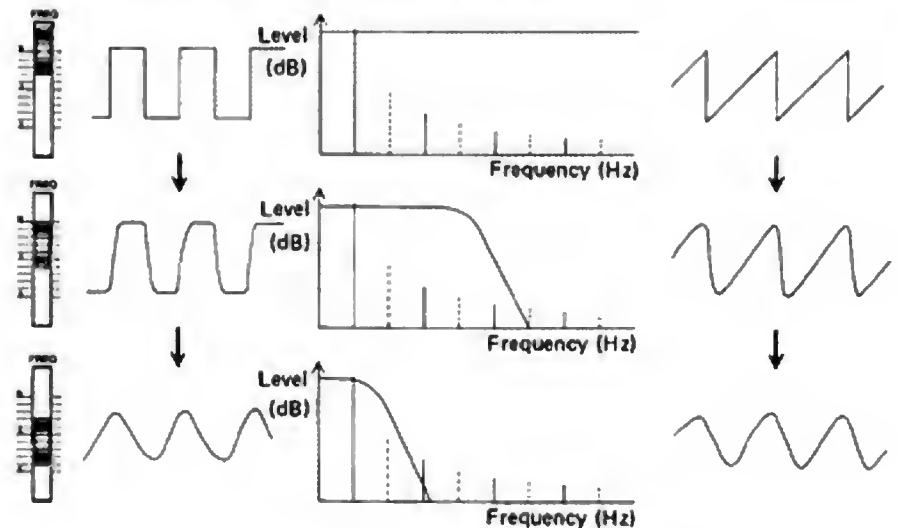 FREQ
Level
(dB)
Frequency (Hz)
FREQ
Level
(dB)
Frequency (Hz)
FREQ
Level
(dB)
Frequency (Hz)